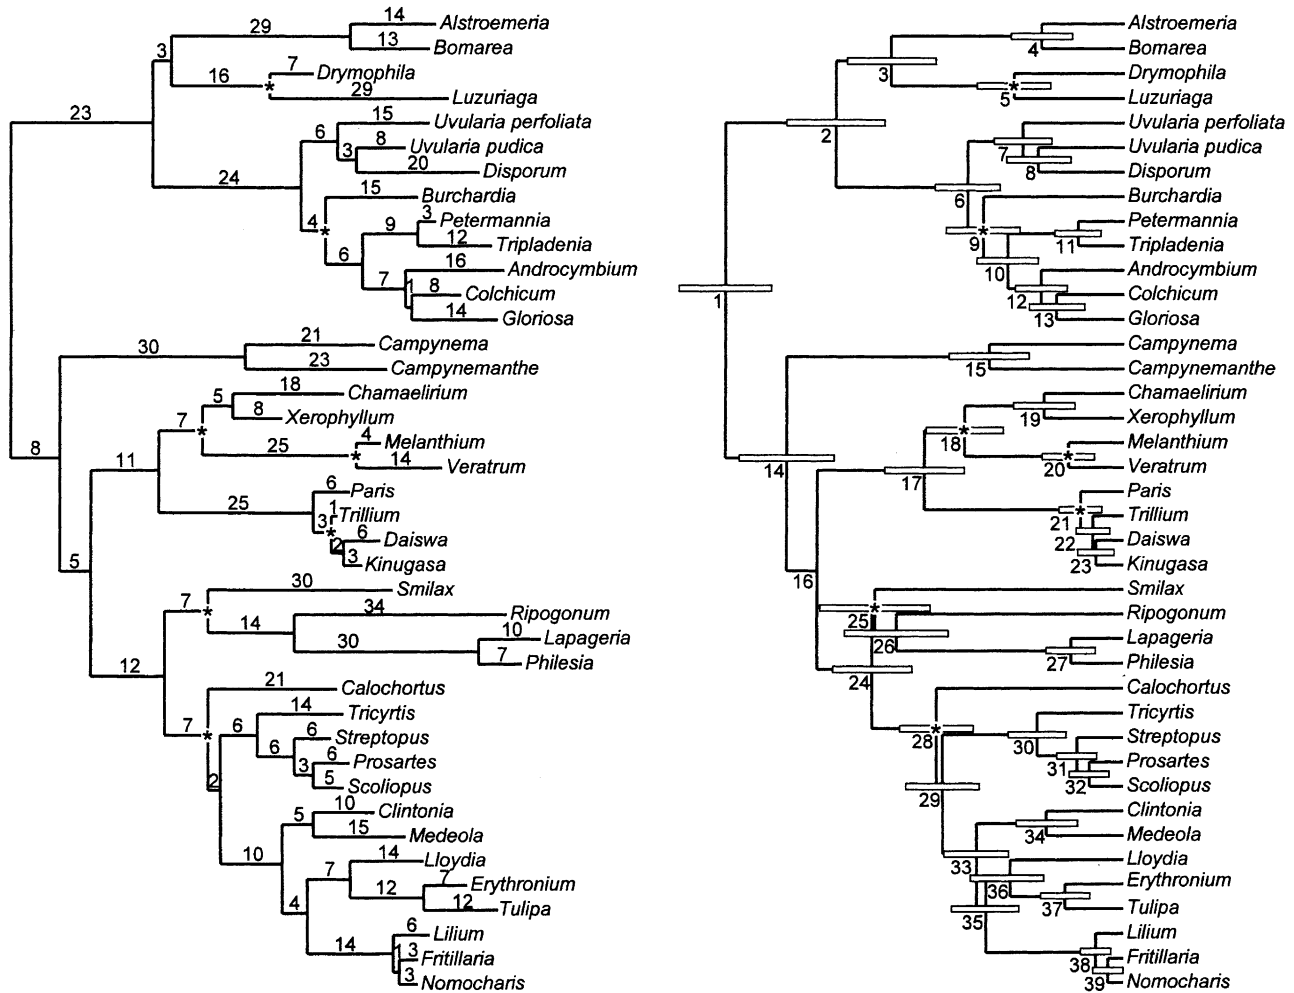 14 Alstroemeria
29
13 Bomarea
3
7 Drymophila
16 *
29 Luzuriaga
23
15 Uvularia perfoliata
6
8 Uvularia pudica
3
20 Disporum
24
15 Burchardia
4 *
3 Petermannia
9
12 Tripladenia
6
16 Androcymbium
7
8 Colchicum
14 Gloriosa
21 Campynema
30
23 Campynemanthe
18 Chamaelirium
5
8 Xerophyllum
7 *
4 Melanthium
25 *
14 Veratrum
8
11
6 Paris
25
1 Trillium
3 *
6 Daiswa
2
3 Kinugasa
5
30 Smilax
7 *
34 Ripogonum
14
10 Lapageria
30
7 Philesia
12
21 Calochortus
7 *
14 Tricyrtis
6
6 Streptopus
6
6 Prosartes
3
5 Scoliopus
2
10 Clintonia
5
15 Medeola
10
14 Lloydia
7
7 Erythronium
12
12 Tulipa
4
6 Lilium
14
3 Fritillaria
3 Nomocharis
Alstroemeria
4
Bomarea
3
Drymophila
* 5
Luzuriaga
2
Uvularia perfoliata
7
Uvularia pudica
8
Disporum
6
Burchardia
* 9
Petermannia
11
Tripladenia
10
Androcymbium
12
Colchicum
13
Gloriosa
1
Campynema
15
Campynemanthe
Chamaelirium
19
Xerophyllum
* 18
Melanthium
* 20
Veratrum
14
17
Paris
* 21
Trillium
22
Daiswa
23
Kinugasa
16
Smilax
* 25
Ripogonum
26
Lapageria
27
Philesia
24
Calochortus
28 *
Tricyrtis
30
Streptopus
31
Prosartes
32
Scoliopus
29
Clintonia
34
Medeola
33
Lloydia
36
Erythronium
37
Tulipa
35
Lilium
38
Fritillaria
39
Nomocharis